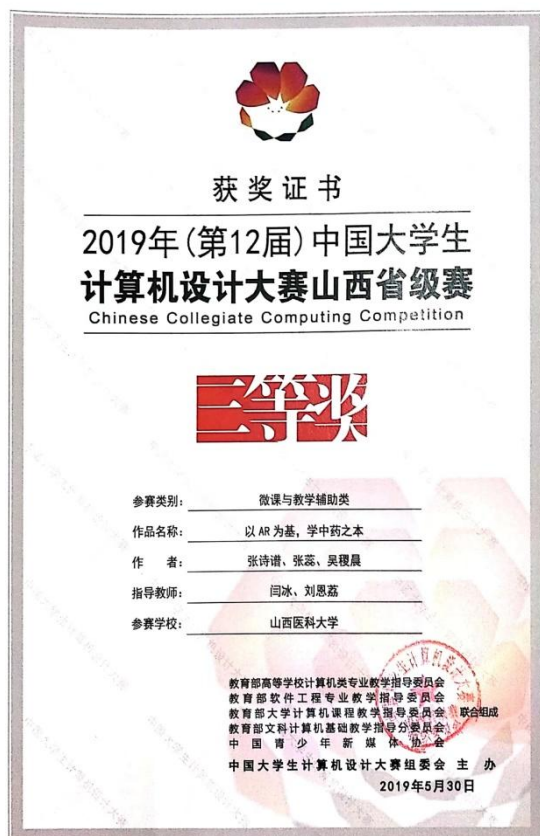 获奖证书
2019年(第12届)中国大学生
计算机设计大赛山西省级赛
Chinese Collegiate Computing Competition
三等奖
参赛类别: 微课与教学辅助类
作品名称: 以 AR 为基, 学中药之本
作 者: 张诗谱、张蕊、吴稷晨
指导教师: 闫冰、刘恩荔
参赛学校: 山西医科大学
教育部高等学校计算机类专业教学指导委员会
教育部软件工程专业教学指导委员会
教育部大学计算机课程教学指导委员会 联合组成
教育部文科计算机基础教学指导分委员会
中国青少年新媒体协会
中国大学生计算机设计大赛组委会 主 办
2019年5月30日